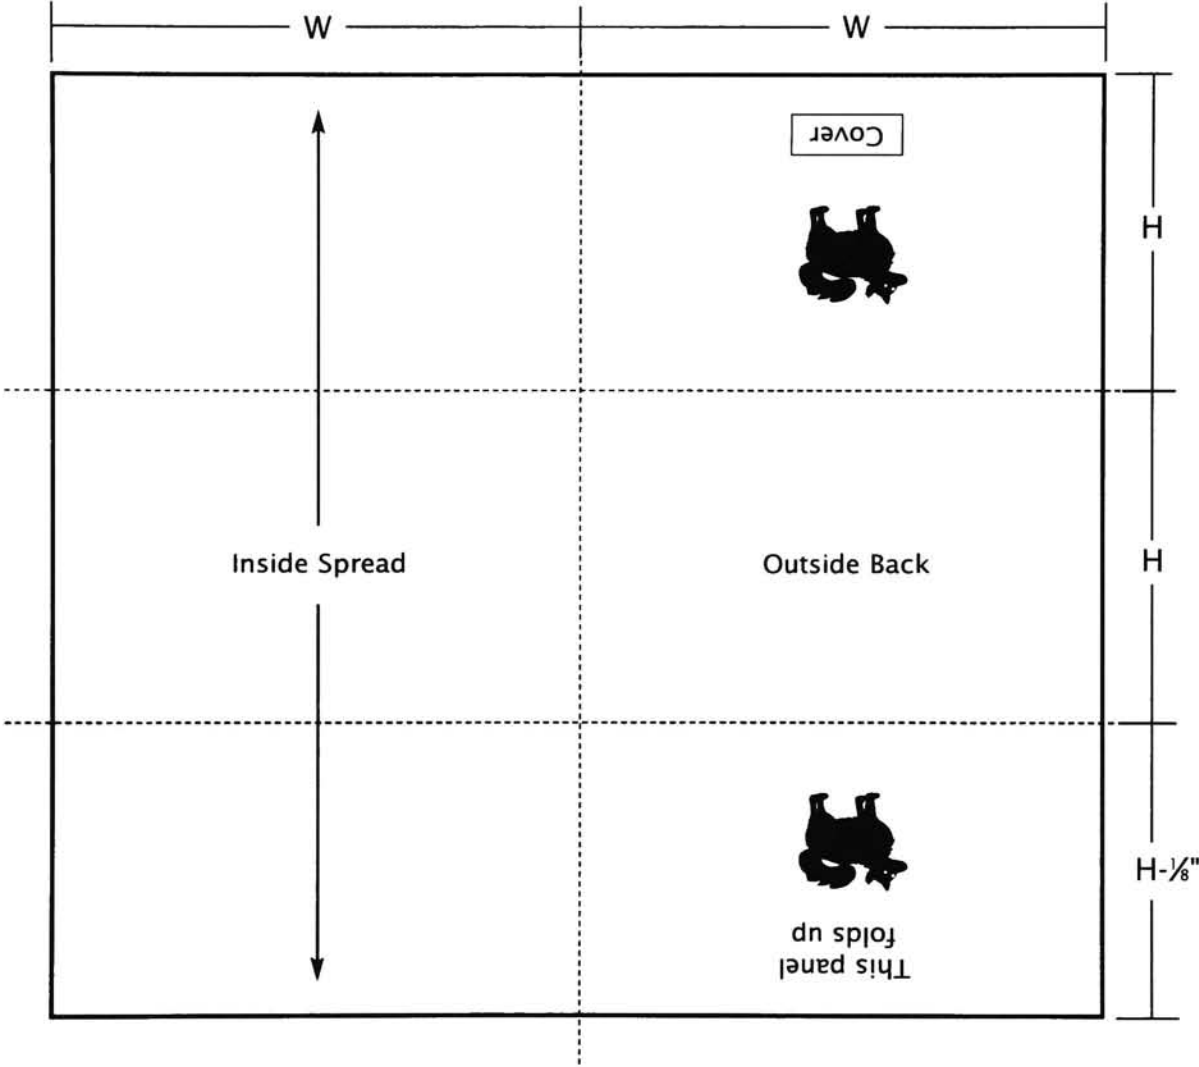 W
W
Cover
H
Inside Spread
Outside Back
H
H-⅛"
This panel
folds up